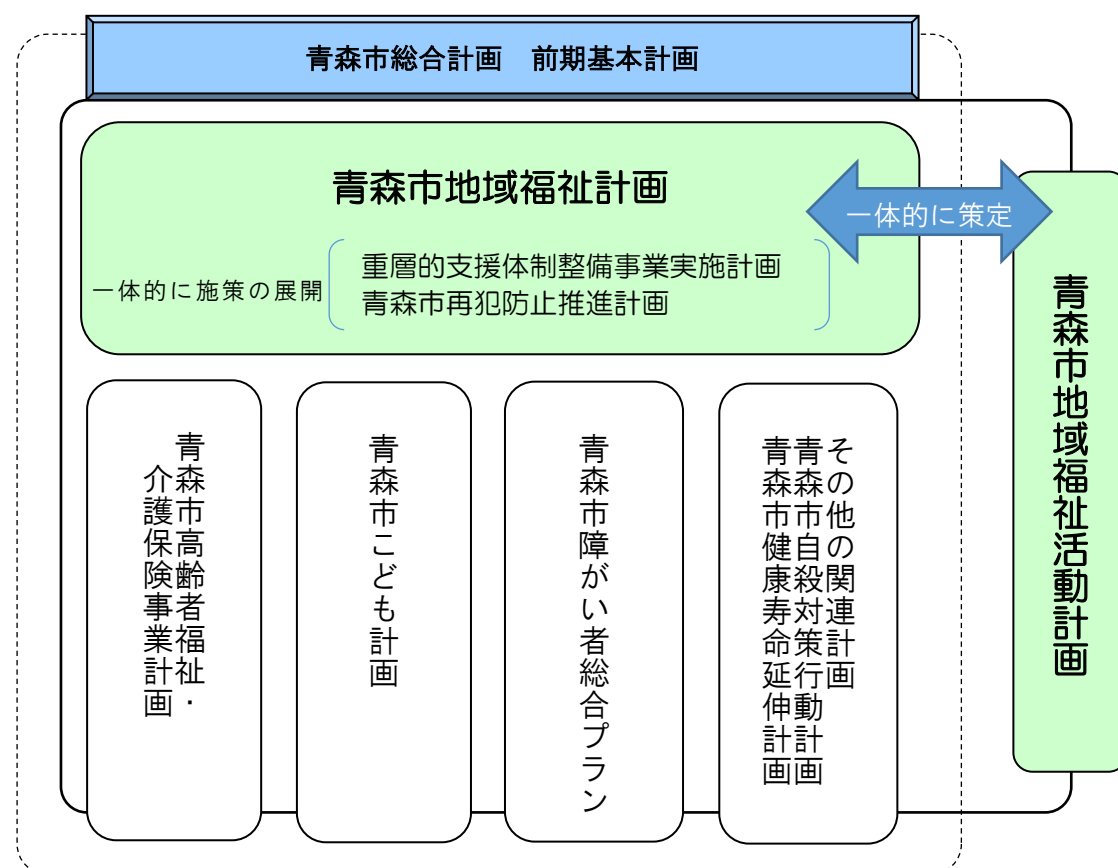 青森市総合計画　前期基本計画
青森市地域福祉計画
一体的に策定
一体的に施策の展開
重層的支援体制整備事業実施計画
青森市再犯防止推進計画
青森市高齢者福祉・
介護保険事業計画
青森市こども計画
青森市障がい者総合プラン
その他の関連計画
青森市自殺対策行動計画
青森市健康寿命延伸計画
青森市地域福祉活動計画